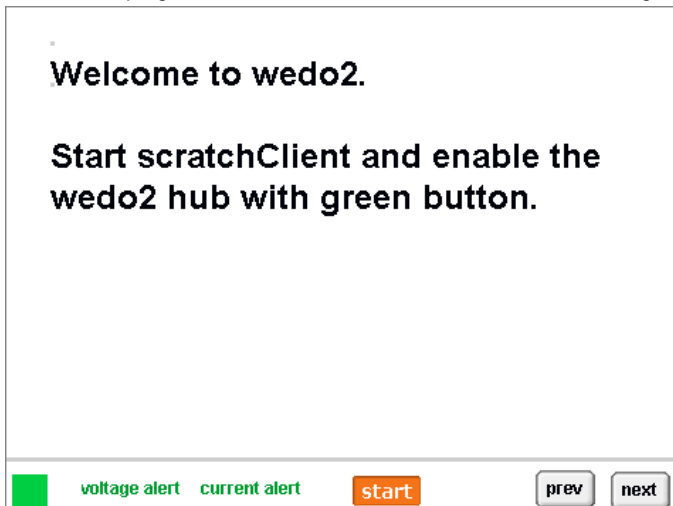 Welcome to wedo2.
Start scratchClient and enable the
wedo2 hub with green button.
voltage alert current alert start prev next